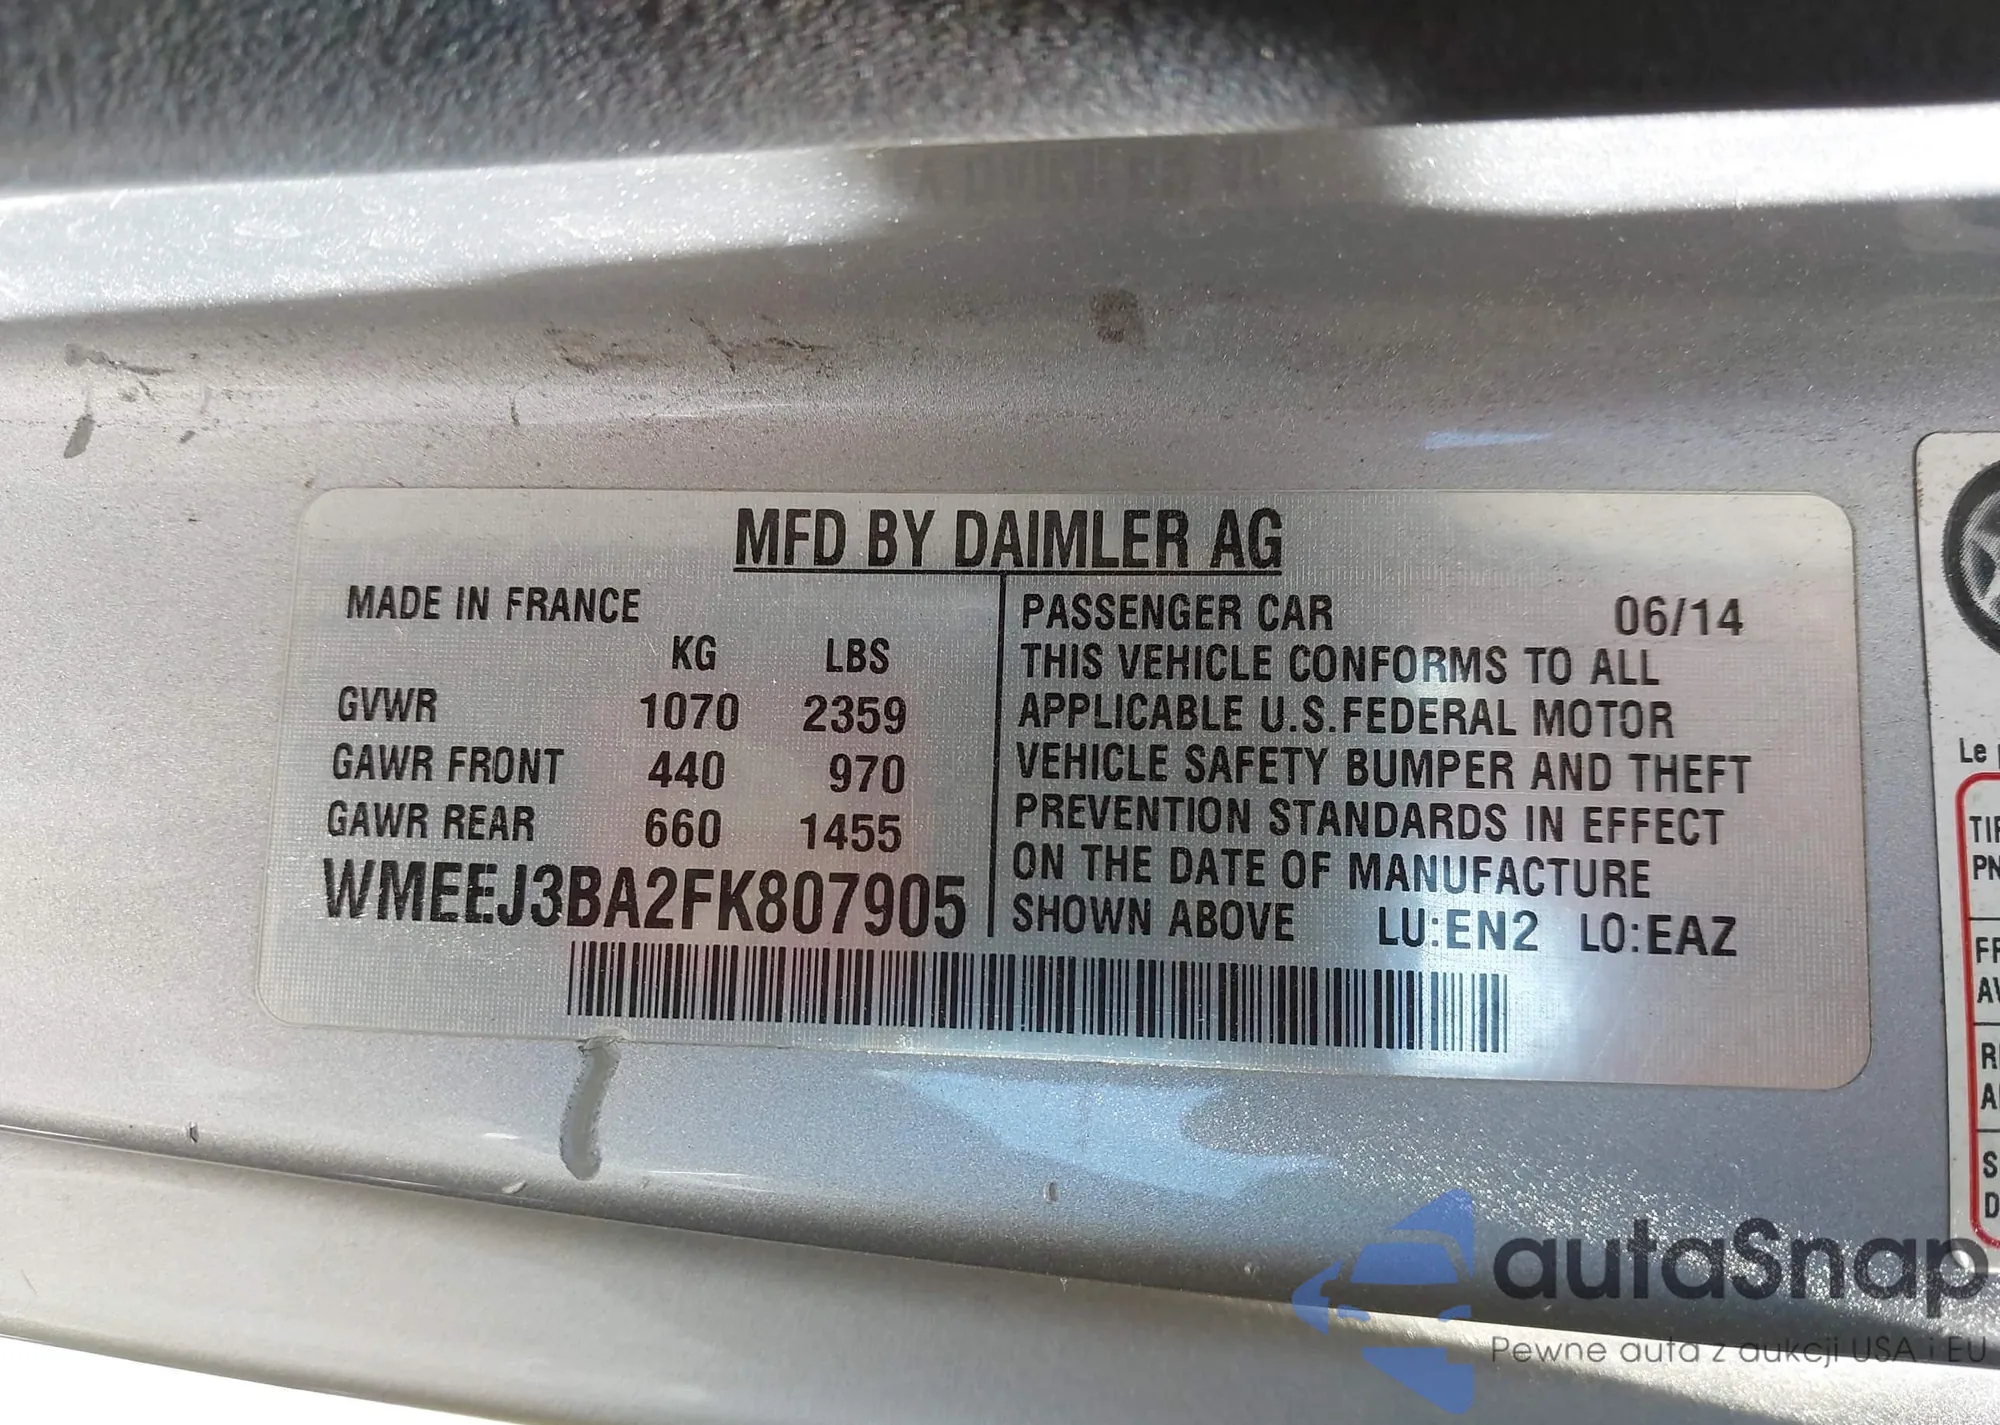 MFD BY DAIMLER AG
MADE IN FRANCE
KG LBS
GVWR 1070 2359
GAWR FRONT 440 970
GAWR REAR 660 1455
WMEEJ3BA2FK807905
PASSENGER CAR 06/14
THIS VEHICLE CONFORMS TO ALL
APPLICABLE U.S.FEDERAL MOTOR
VEHICLE SAFETY BUMPER AND THEFT
PREVENTION STANDARDS IN EFFECT
ON THE DATE OF MANUFACTURE
SHOWN ABOVE LU:EN2 LO:EAZ
Le
autaSnap
Pewne auta z aukcji USA i EU